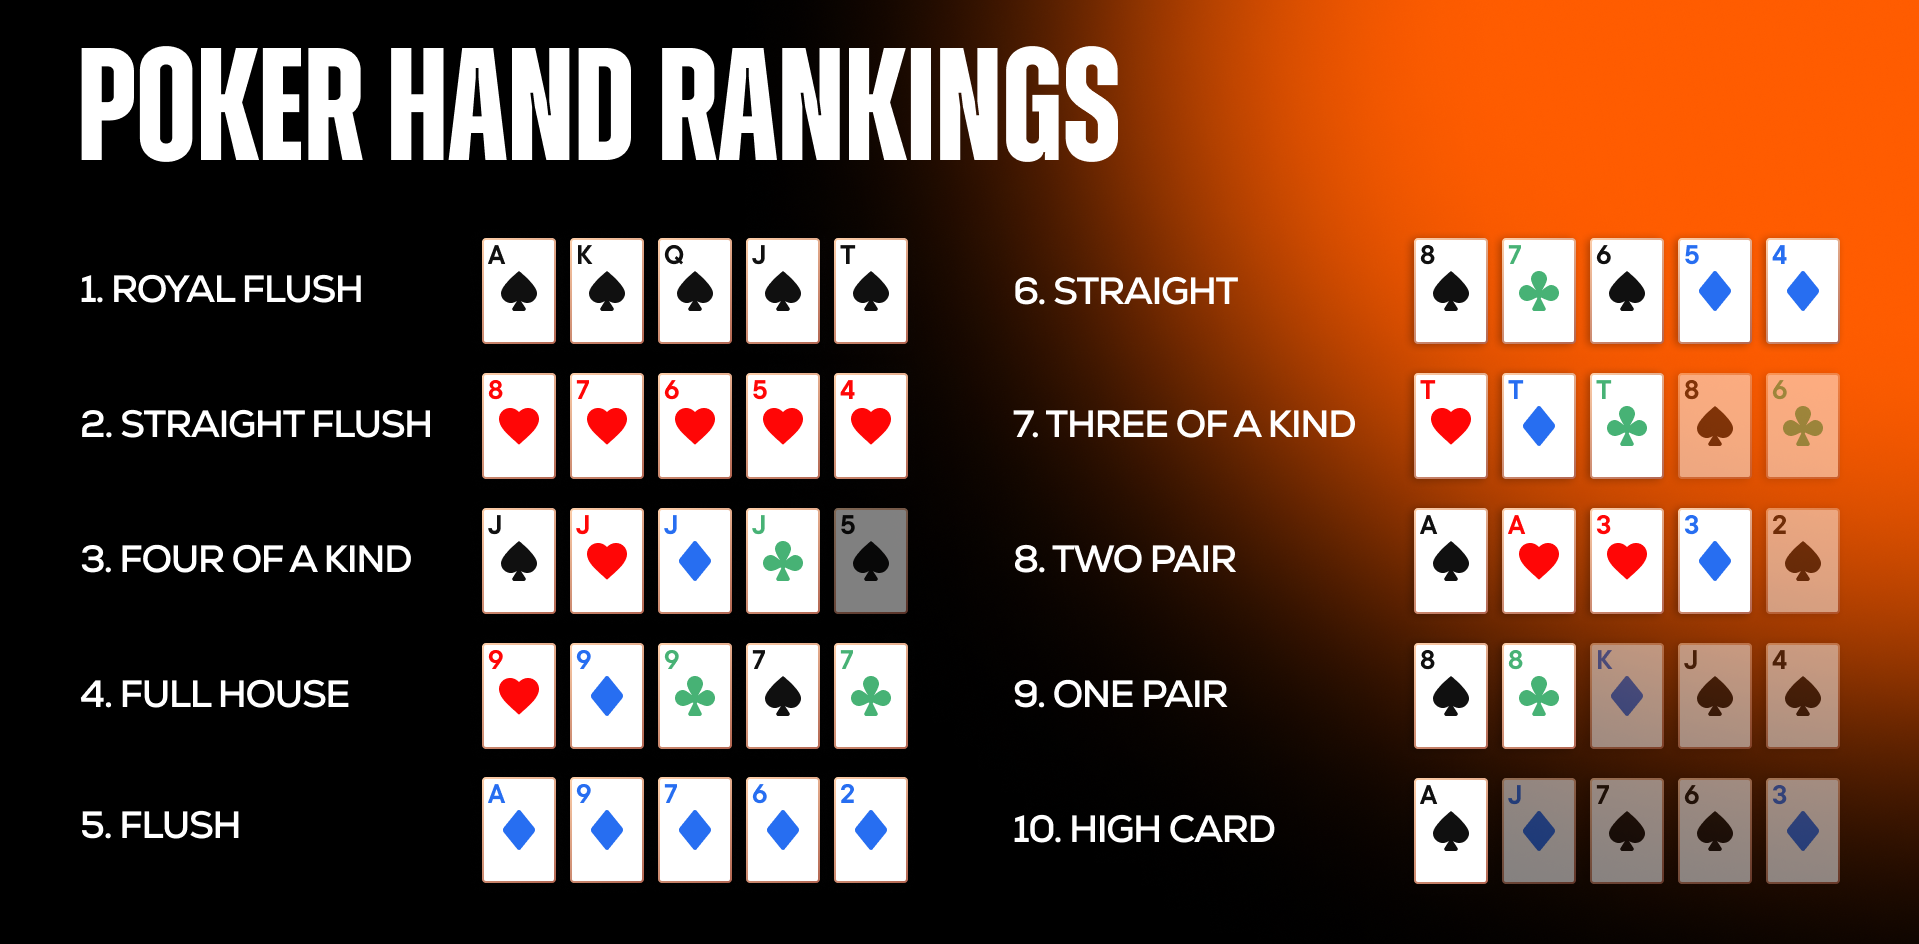 POKER HAND RANKINGS
1. ROYAL FLUSH
A K Q J T
2. STRAIGHT FLUSH
8 7 6 5 4
3. FOUR OF A KIND
J J J J 5
4. FULL HOUSE
9 9 9 7 7
5. FLUSH
A 9 7 6 2
6. STRAIGHT
8 7 6 5 4
7. THREE OF A KIND
T T T 8 6
8. TWO PAIR
A A 3 3 2
9. ONE PAIR
8 8 K J 4
10. HIGH CARD
A J 7 6 3